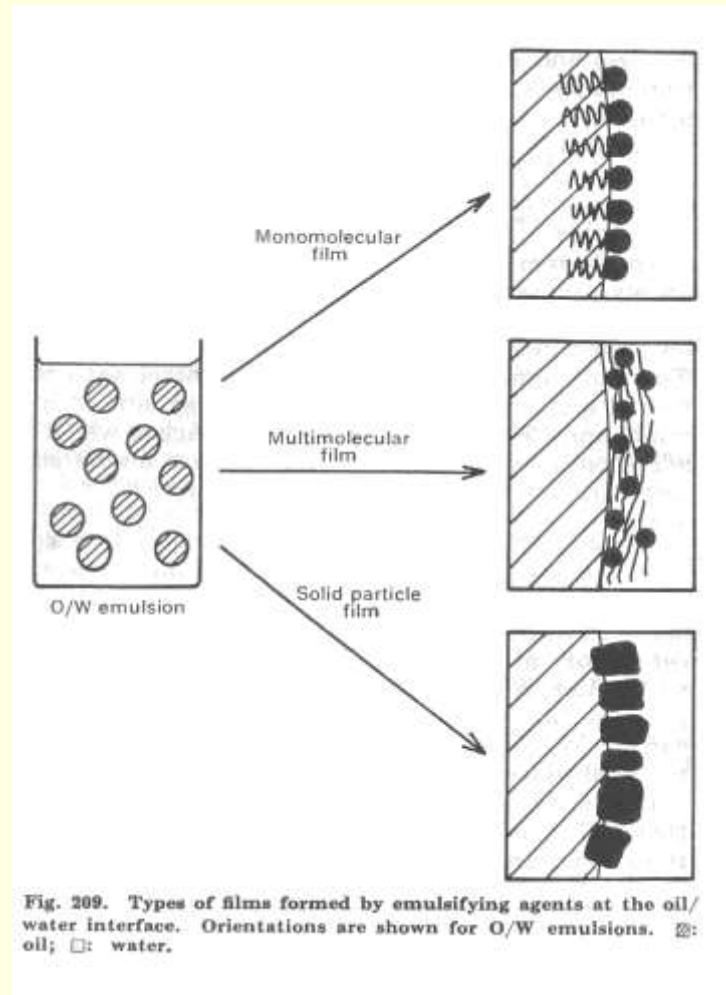 Monomolecular
film
Multimolecular
film
Solid particle
film
O/W emulsion
Fig. 209. Types of films formed by emulsifying agents at the oil/
water interface. Orientations are shown for O/W emulsions. ▨:
oil; □: water.